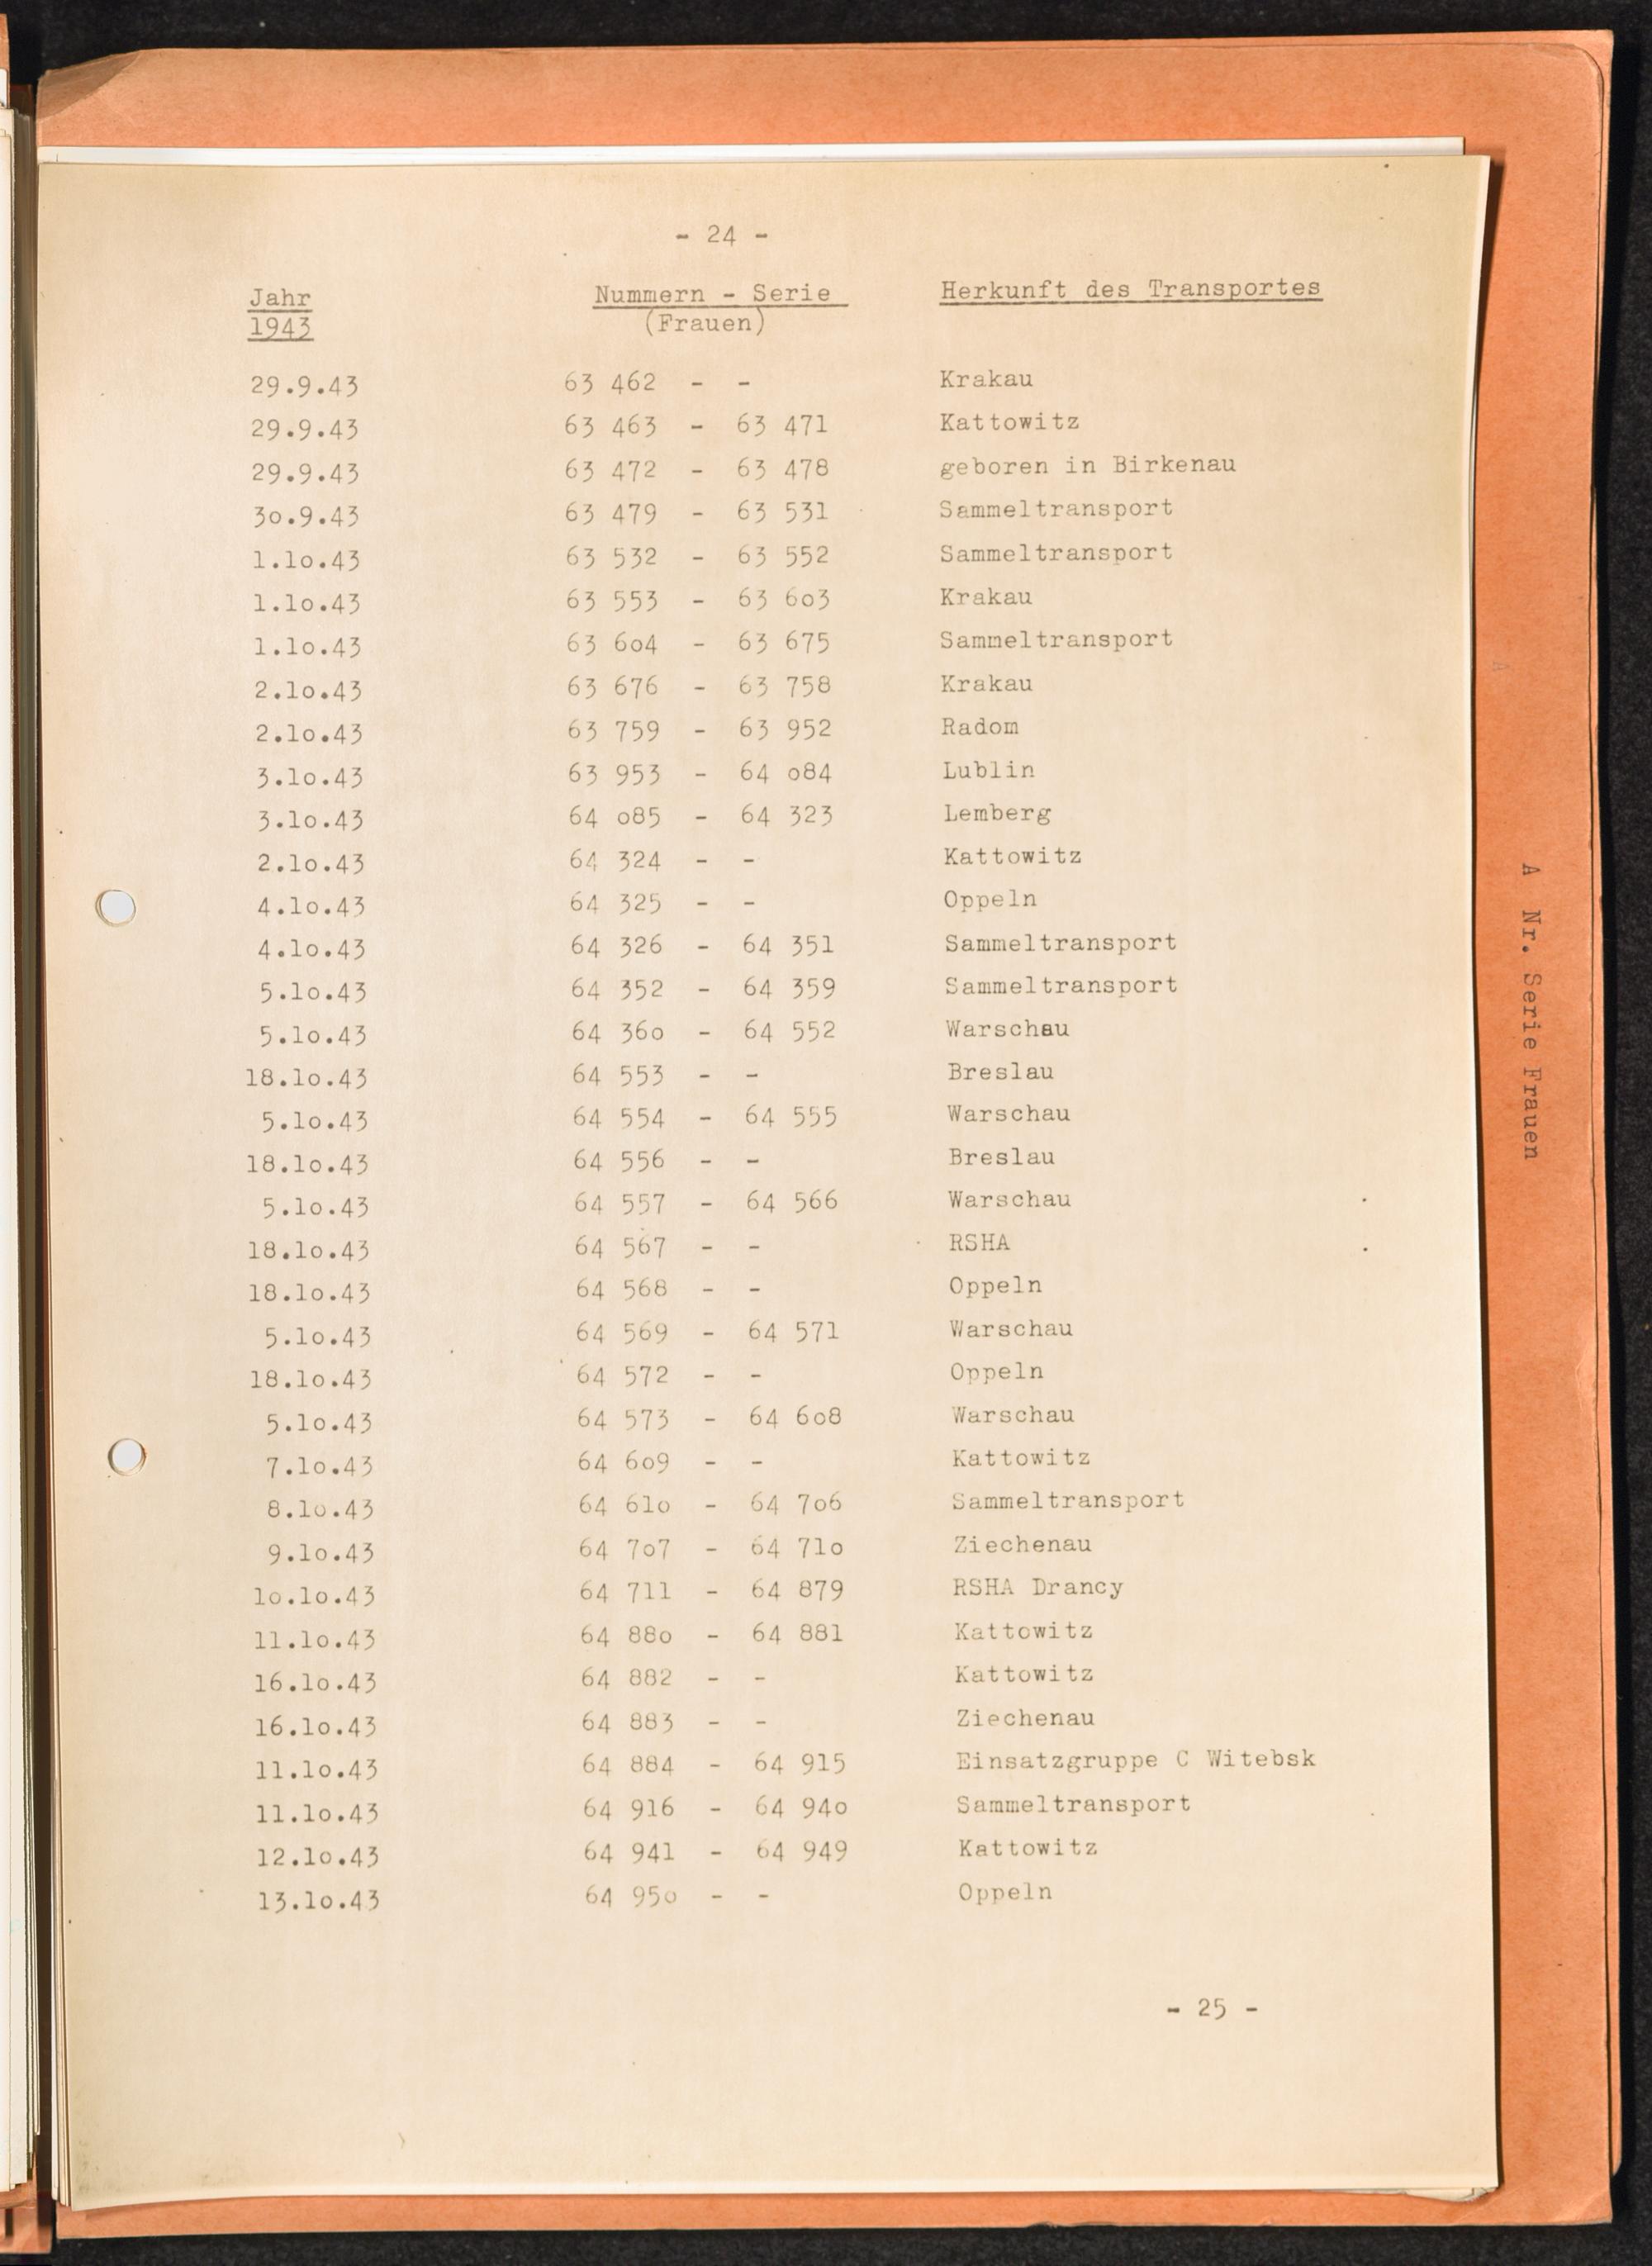 - 24 -
Jahr Nummern - Serie Herkunft des Transportes
1943 (Frauen)
29.9.43 63 462 - - Krakau
29.9.43 63 463 - 63 471 Kattowitz
29.9.43 63 472 - 63 478 geboren in Birkenau
3o.9.43 63 479 - 63 531 Sammeltransport
1.1o.43 63 532 - 63 552 Sammeltransport
1.1o.43 63 553 - 63 6o3 Krakau
1.1o.43 63 6o4 - 63 675 Sammeltransport
2.1o.43 63 676 - 63 758 Krakau
2.1o.43 63 759 - 63 952 Radom
3.1o.43 63 953 - 64 o84 Lublin
3.1o.43 64 o85 - 64 323 Lemberg
2.1o.43 64 324 - - Kattowitz
4.1o.43 64 325 - - Oppeln
4.1o.43 64 326 - 64 351 Sammeltransport
5.1o.43 64 352 - 64 359 Sammeltransport
5.1o.43 64 36o - 64 552 Warschau
18.1o.43 64 553 - - Breslau
5.1o.43 64 554 - 64 555 Warschau
18.1o.43 64 556 - - Breslau
5.1o.43 64 557 - 64 566 Warschau
18.1o.43 64 567 - - RSHA
18.1o.43 64 568 - - Oppeln
5.1o.43 64 569 - 64 571 Warschau
18.1o.43 64 572 - - Oppeln
5.1o.43 64 573 - 64 6o8 Warschau
7.1o.43 64 6o9 - - Kattowitz
8.1o.43 64 61o - 64 7o6 Sammeltransport
9.1o.43 64 7o7 - 64 71o Ziechenau
1o.1o.43 64 711 - 64 879 RSHA Drancy
11.1o.43 64 88o - 64 881 Kattowitz
16.1o.43 64 882 - - Kattowitz
16.1o.43 64 883 - - Ziechenau
11.1o.43 64 884 - 64 915 Einsatzgruppe C Witebsk
11.1o.43 64 916 - 64 94o Sammeltransport
12.1o.43 64 941 - 64 949 Kattowitz
13.1o.43 64 95o - - Oppeln
- 25 -
A Nr. Serie Frauen